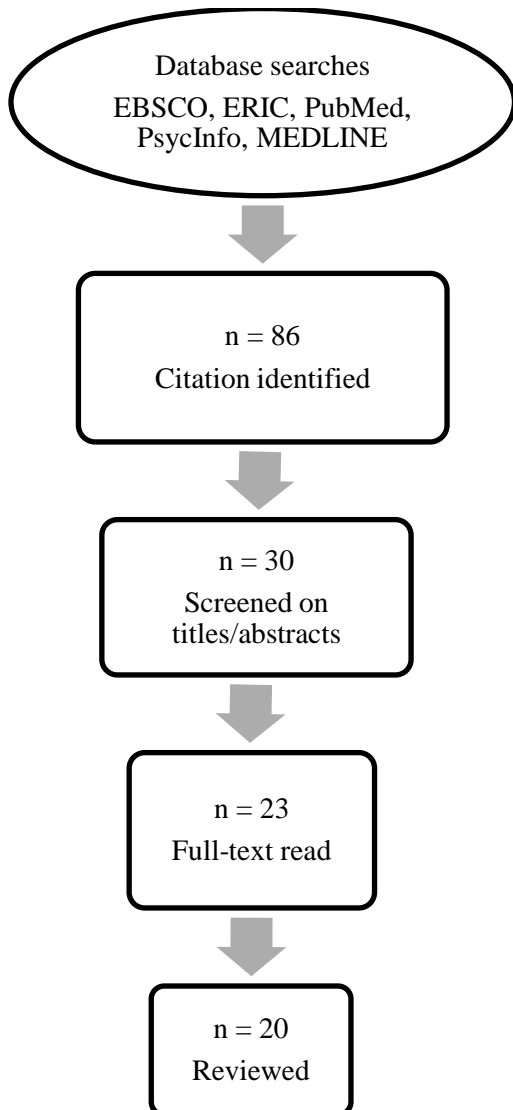 Database searches
EBSCO, ERIC, PubMed,
PsycInfo, MEDLINE
n = 86
Citation identified
n = 30
Screened on
titles/abstracts
n = 23
Full-text read
n = 20
Reviewed